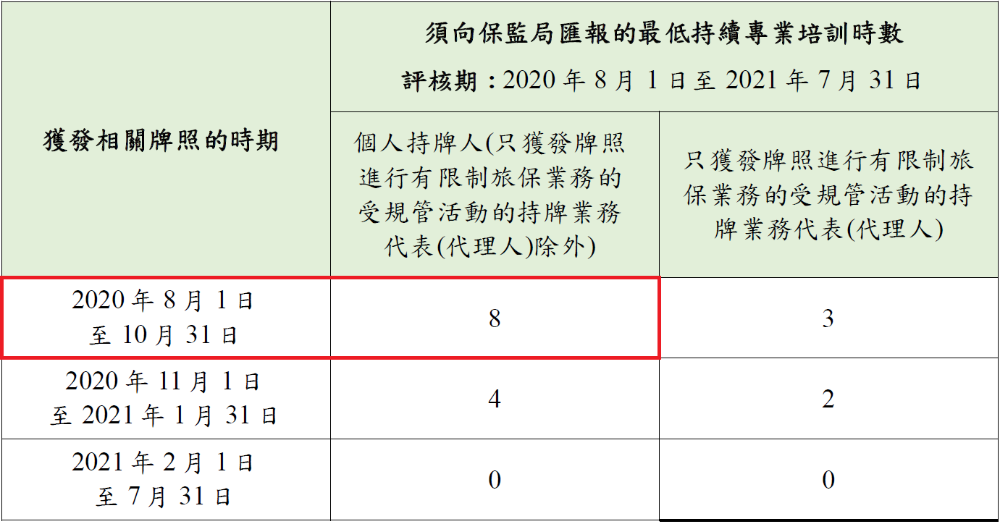 須向保監局匯報的最低持續專業培訓時數
評核期：2020 年 8 月 1 日至 2021 年 7 月 31 日
獲發相關牌照的時期
個人持牌人(只獲發牌照
進行有限制旅保業務的
受規管活動的持牌業務
代表(代理人)除外)
只獲發牌照進行有限制旅
保業務的受規管活動的持
牌業務代表(代理人)
2020 年 8 月 1 日
至 10 月 31 日
8
3
2020 年 11 月 1 日
至 2021 年 1 月 31 日
4
2
2021 年 2 月 1 日
至 7 月 31 日
0
0